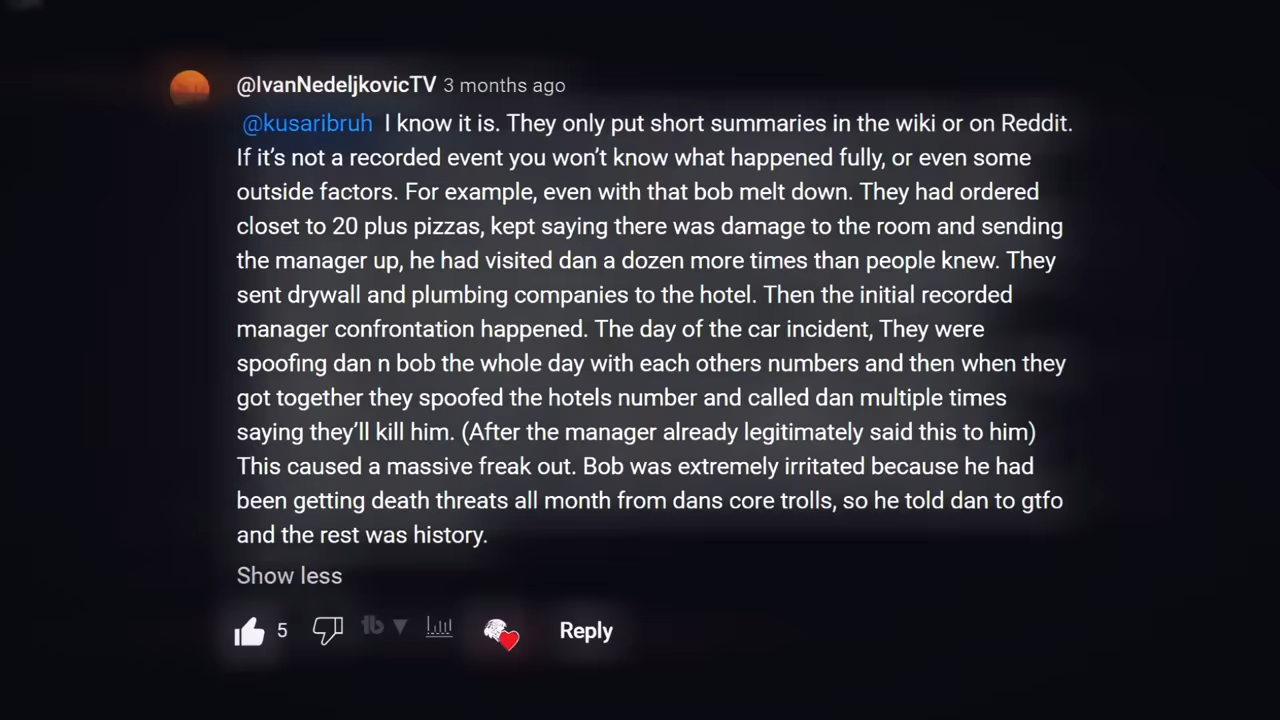 @IvanNedeljkovicTV 3 months ago
@kusaribruh I know it is. They only put short summaries in the wiki or on Reddit.
If it’s not a recorded event you won’t know what happened fully, or even some
outside factors. For example, even with that bob melt down. They had ordered
closet to 20 plus pizzas, kept saying there was damage to the room and sending
the manager up, he had visited dan a dozen more times than people knew. They
sent drywall and plumbing companies to the hotel. Then the initial recorded
manager confrontation happened. The day of the car incident, They were
spoofing dan n bob the whole day with each others numbers and then when they
got together they spoofed the hotels number and called dan multiple times
saying they’ll kill him. (After the manager already legitimately said this to him)
This caused a massive freak out. Bob was extremely irritated because he had
been getting death threats all month from dans core trolls, so he told dan to gtfo
and the rest was history.
Show less
5 tb Reply